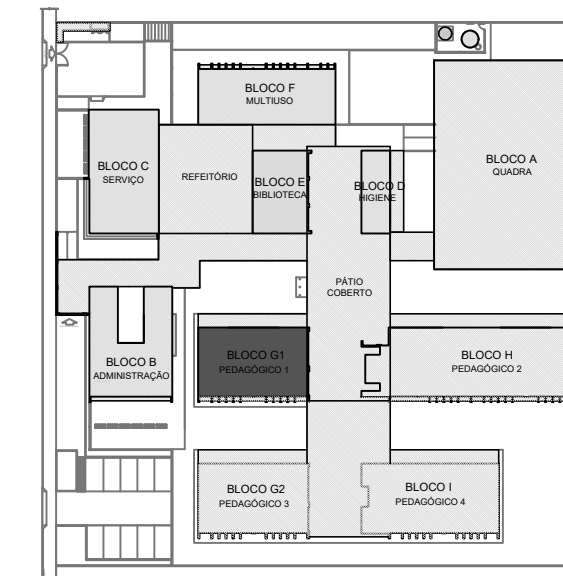 BLOCO F
MULTIUSO
BLOCO C
SERVIÇO
REFEITÓRIO
BLOCO E
BIBLIOTECA
BLOCO D
HIGIENE
BLOCO A
QUADRA
PÁTIO
COBERTO
BLOCO B
ADMINISTRAÇÃO
BLOCO G1
PEDAGÓGICO 1
BLOCO H
PEDAGÓGICO 2
BLOCO G2
PEDAGÓGICO 3
BLOCO I
PEDAGÓGICO 4